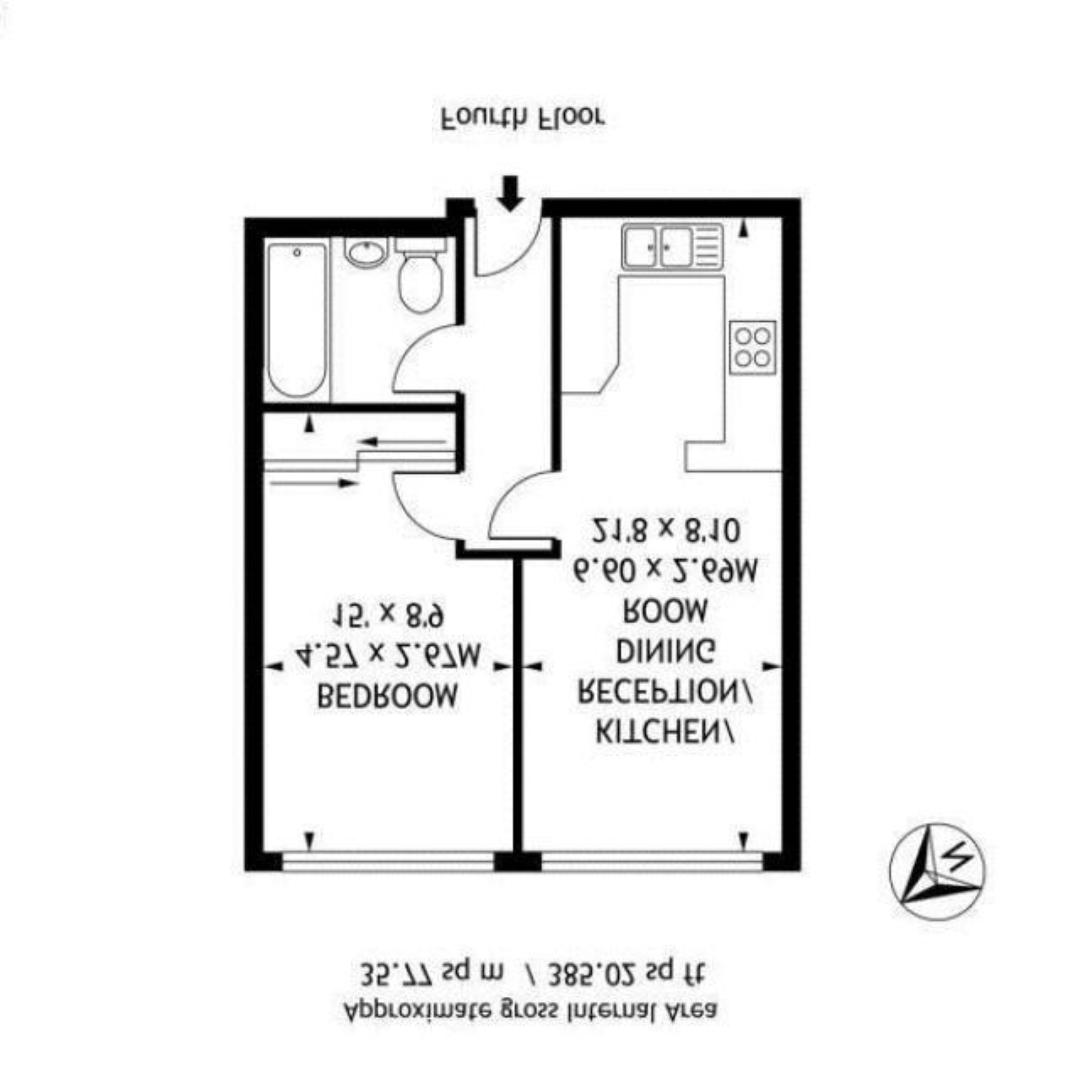 Approximate gross Internal Area
35.77 sq m / 385.02 sq ft
N
KITCHEN/
RECEPTION/
DINING
ROOM
6.60 x 2.69M
21'8 x 8'10
BEDROOM
4.57 x 2.67M
15' x 8'9
Fourth Floor